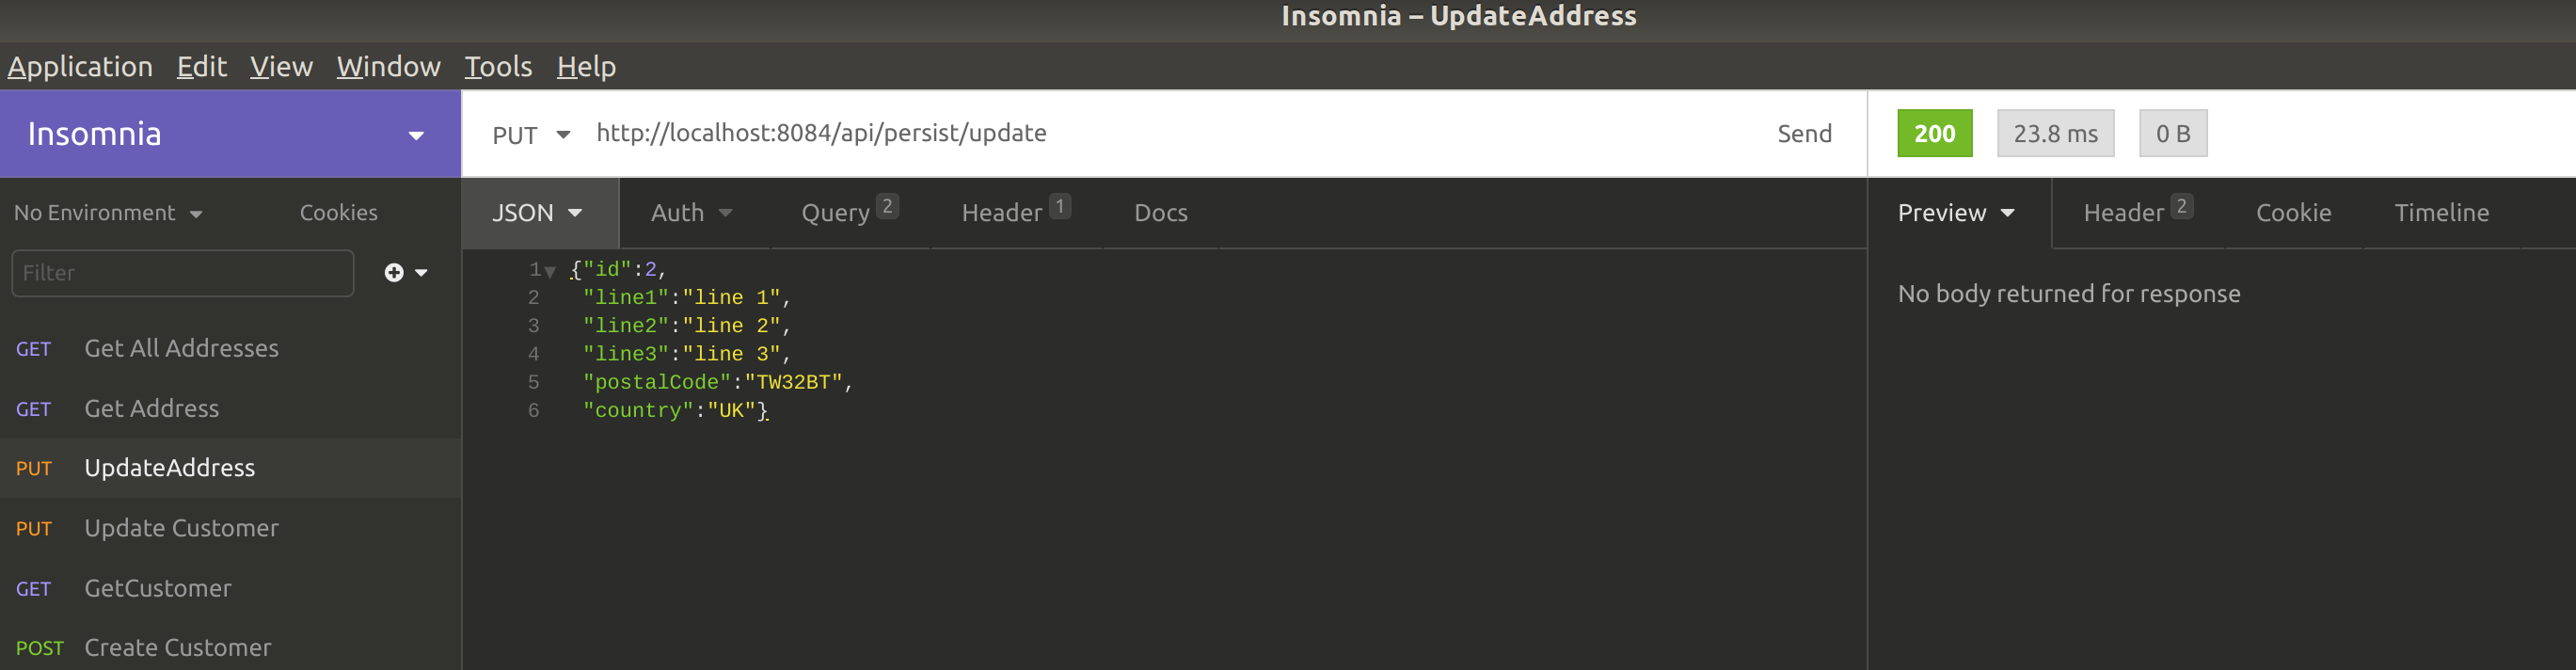 Insomnia – UpdateAddress
Application Edit View Window Tools Help
Insomnia
PUT http://localhost:8084/api/persist/update Send
200 23.8 ms 0 B
No Environment Cookies
JSON Auth Query 2 Header 1 Docs
Preview Header 2 Cookie Timeline
Filter
GET Get All Addresses
GET Get Address
PUT UpdateAddress
PUT Update Customer
GET GetCustomer
POST Create Customer
1 {"id":2,
2 "line1":"line 1",
3 "line2":"line 2",
4 "line3":"line 3",
5 "postalCode":"TW32BT",
6 "country":"UK"}
No body returned for response